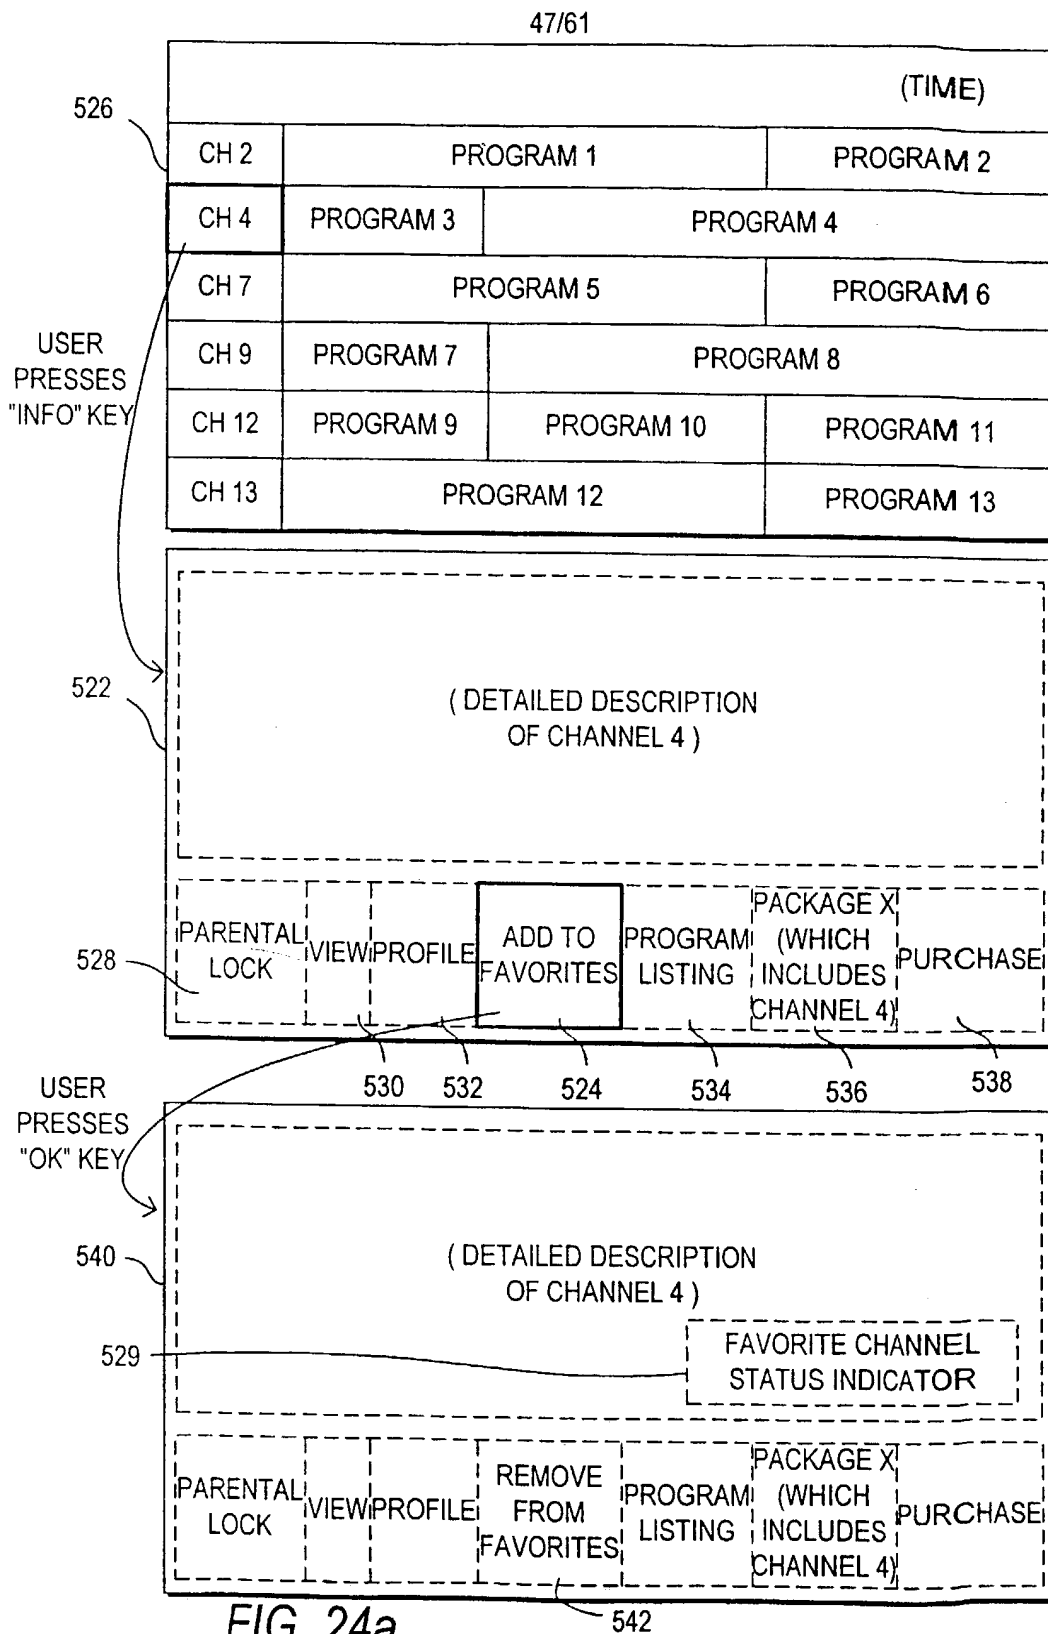 47/61
(TIME)
526
CH 2 PROGRAM 1 PROGRAM 2
CH 4 PROGRAM 3 PROGRAM 4
CH 7 PROGRAM 5 PROGRAM 6
CH 9 PROGRAM 7 PROGRAM 8
CH 12 PROGRAM 9 PROGRAM 10 PROGRAM 11
CH 13 PROGRAM 12 PROGRAM 13
USER
PRESSES
"INFO" KEY
522
( DETAILED DESCRIPTION
OF CHANNEL 4 )
PARENTAL
LOCK
VIEW
PROFILE
ADD TO
FAVORITES
PROGRAM
LISTING
PACKAGE X
(WHICH
INCLUDES
CHANNEL 4)
PURCHASE
528
530 532 524 534 536 538
USER
PRESSES
"OK" KEY
540
( DETAILED DESCRIPTION
OF CHANNEL 4 )
529
FAVORITE CHANNEL
STATUS INDICATOR
PARENTAL
LOCK
VIEW
PROFILE
REMOVE
FROM
FAVORITES
PROGRAM
LISTING
PACKAGE X
(WHICH
INCLUDES
CHANNEL 4)
PURCHASE
542
FIG. 24a